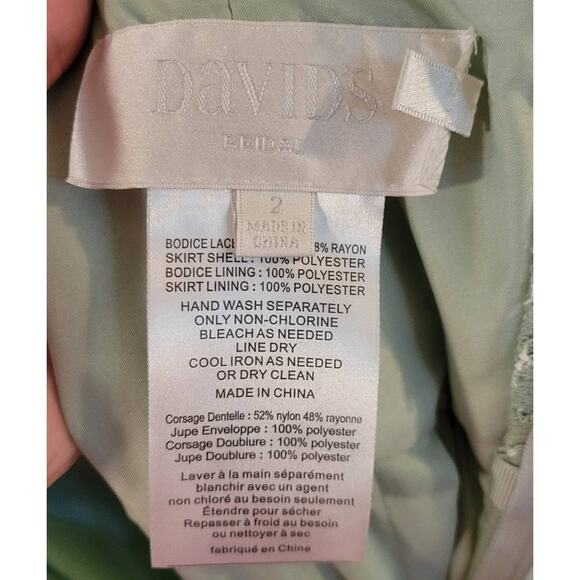 DaVID'S
BRIDAL
2
MADE IN
CHINA
BODICE LACE 8% RAYON
SKIRT SHELL : 100% POLYESTER
BODICE LINING : 100% POLYESTER
SKIRT LINING : 100% POLYESTER
HAND WASH SEPARATELY
ONLY NON-CHLORINE
BLEACH AS NEEDED
LINE DRY
COOL IRON AS NEEDED
OR DRY CLEAN
MADE IN CHINA
Corsage Dentelle : 52% nylon 48% rayonne
Jupe Enveloppe : 100% polyester
Corsage Doublure : 100% polyester
Jupe Doublure : 100% polyester
Laver à la main séparément
blanchir avec un agent
non chloré au besoin seulement
Étendre pour sécher
Repasser à froid au besoin
ou nettoyer à sec
fabriqué en Chine